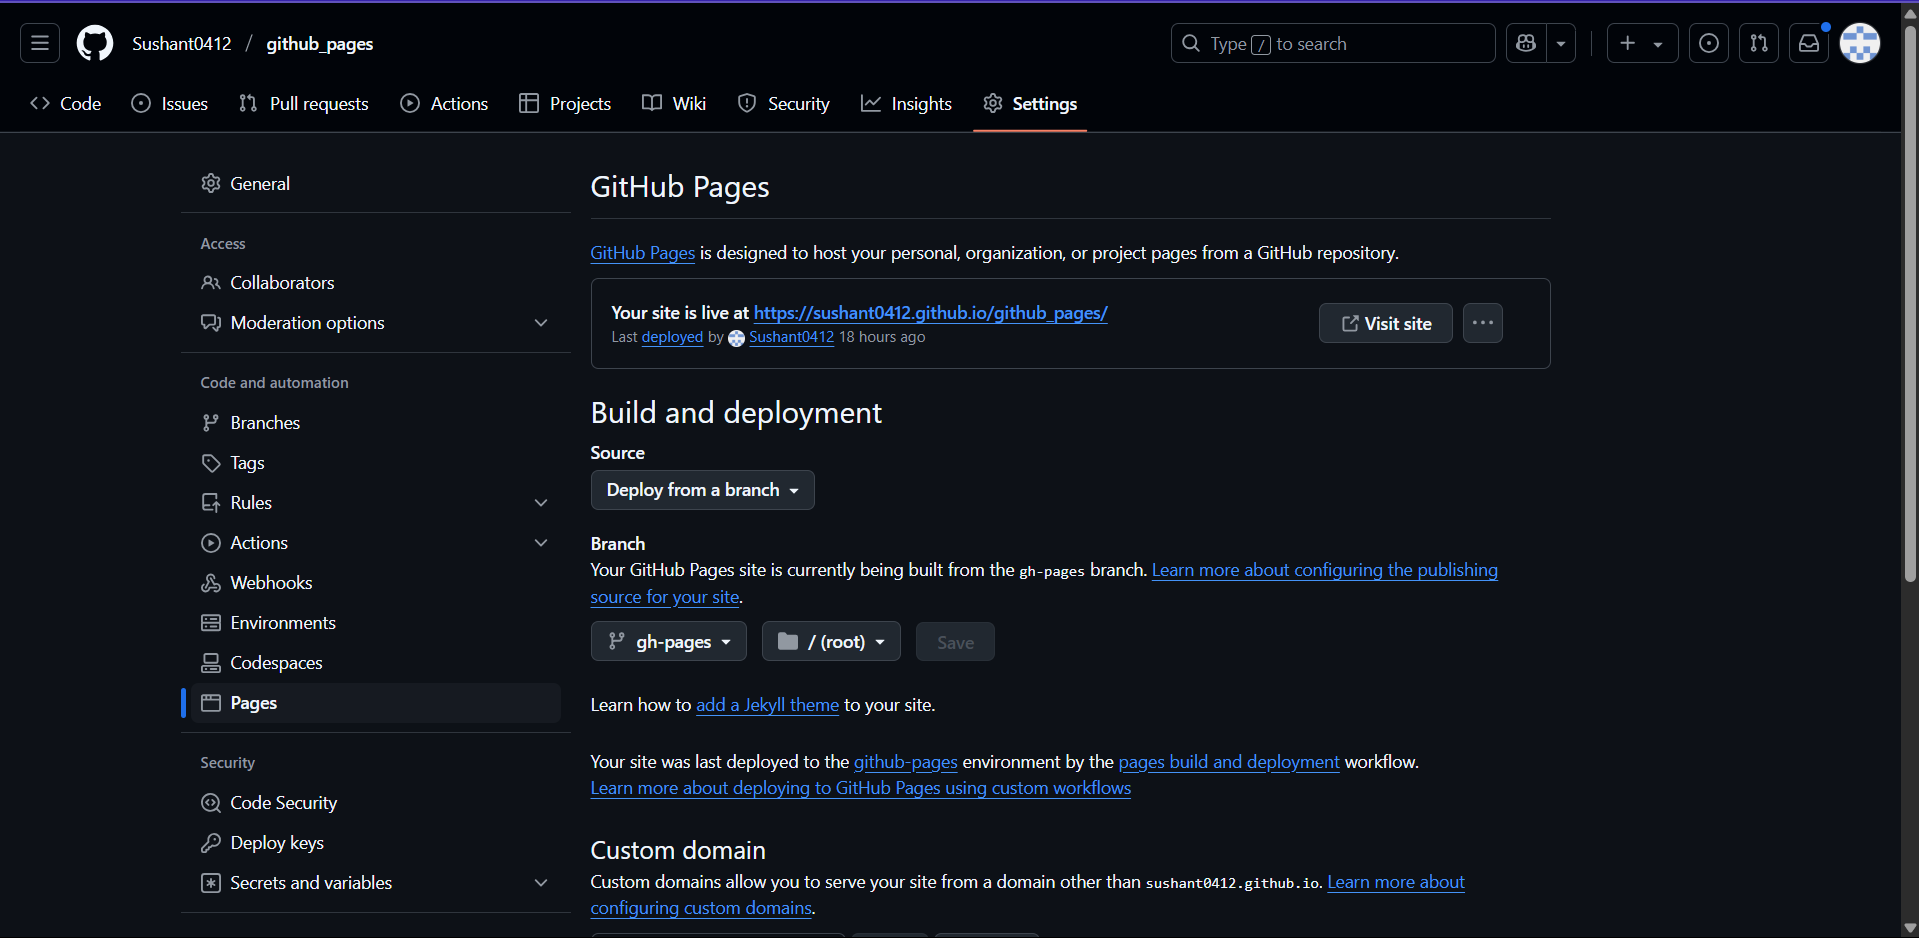 Sushant0412 / github_pages
Type / to search
Code Issues Pull requests Actions Projects Wiki Security Insights Settings
General
Access
Collaborators
Moderation options
Code and automation
Branches
Tags
Rules
Actions
Webhooks
Environments
Codespaces
Pages
Security
Code Security
Deploy keys
Secrets and variables
GitHub Pages
GitHub Pages is designed to host your personal, organization, or project pages from a GitHub repository.
Your site is live at https://sushant0412.github.io/github_pages/
Last deployed by Sushant0412 18 hours ago
Visit site
Build and deployment
Source
Deploy from a branch
Branch
Your GitHub Pages site is currently being built from the gh-pages branch. Learn more about configuring the publishing
source for your site.
gh-pages / (root) Save
Learn how to add a Jekyll theme to your site.
Your site was last deployed to the github-pages environment by the pages build and deployment workflow.
Learn more about deploying to GitHub Pages using custom workflows
Custom domain
Custom domains allow you to serve your site from a domain other than sushant0412.github.io. Learn more about
configuring custom domains.